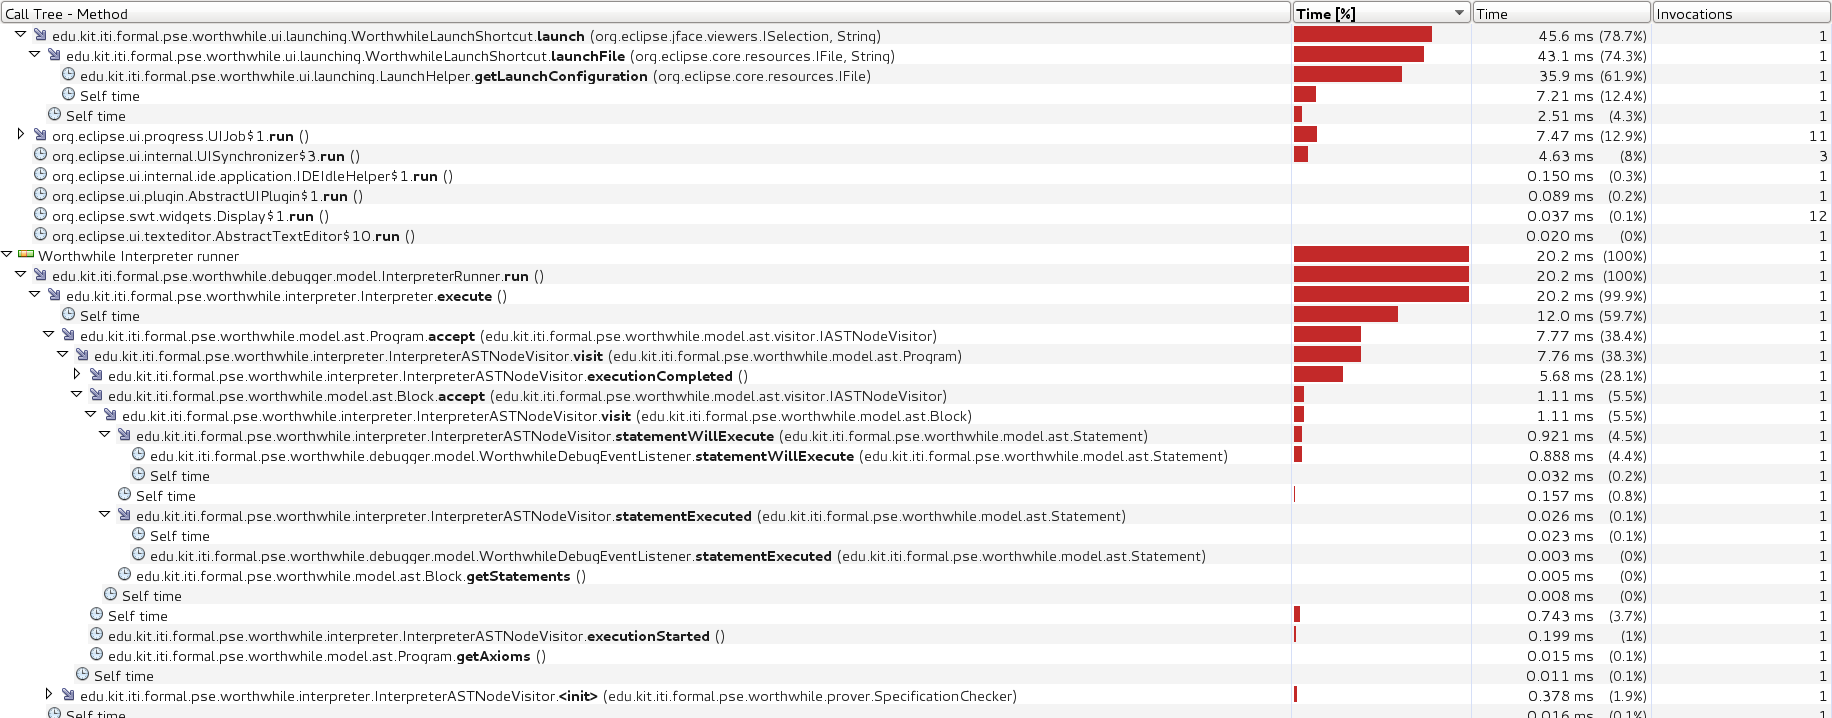 Call Tree - Method Time [%] Time Invocations
edu.kit.iti.formal.pse.worthwhile.ui.launching.WorthwhileLaunchShortcut.launch (org.eclipse.jface.viewers.ISelection, String) 45.6 ms (78.7%) 1
edu.kit.iti.formal.pse.worthwhile.ui.launching.WorthwhileLaunchShortcut.launchFile (org.eclipse.core.resources.IFile, String) 43.1 ms (74.3%) 1
edu.kit.iti.formal.pse.worthwhile.ui.launching.LaunchHelper.getLaunchConfiguration (org.eclipse.core.resources.IFile) 35.9 ms (61.9%) 1
Self time 7.21 ms (12.4%) 1
Self time 2.51 ms (4.3%) 1
org.eclipse.ui.progress.UIJob$1.run () 7.47 ms (12.9%) 11
org.eclipse.ui.internal.UISynchronizer$3.run () 4.63 ms (8%) 3
org.eclipse.ui.internal.ide.application.IDEIdleHelper$1.run () 0.150 ms (0.3%) 1
org.eclipse.ui.plugin.AbstractUIPlugin$1.run () 0.089 ms (0.2%) 1
org.eclipse.swt.widgets.Display$1.run () 0.037 ms (0.1%) 12
org.eclipse.ui.texteditor.AbstractTextEditor$10.run () 0.020 ms (0%) 1
Worthwhile Interpreter runner 20.2 ms (100%) 1
edu.kit.iti.formal.pse.worthwhile.debugger.model.InterpreterRunner.run () 20.2 ms (100%) 1
edu.kit.iti.formal.pse.worthwhile.interpreter.Interpreter.execute () 20.2 ms (99.9%) 1
Self time 12.0 ms (59.7%) 1
edu.kit.iti.formal.pse.worthwhile.model.ast.Program.accept (edu.kit.iti.formal.pse.worthwhile.model.ast.visitor.IASTNodeVisitor) 7.77 ms (38.4%) 1
edu.kit.iti.formal.pse.worthwhile.interpreter.InterpreterASTNodeVisitor.visit (edu.kit.iti.formal.pse.worthwhile.model.ast.Program) 7.76 ms (38.3%) 1
edu.kit.iti.formal.pse.worthwhile.interpreter.InterpreterASTNodeVisitor.executionCompleted () 5.68 ms (28.1%) 1
edu.kit.iti.formal.pse.worthwhile.model.ast.Block.accept (edu.kit.iti.formal.pse.worthwhile.model.ast.visitor.IASTNodeVisitor) 1.11 ms (5.5%) 1
edu.kit.iti.formal.pse.worthwhile.interpreter.InterpreterASTNodeVisitor.visit (edu.kit.iti.formal.pse.worthwhile.model.ast.Block) 1.11 ms (5.5%) 1
edu.kit.iti.formal.pse.worthwhile.interpreter.InterpreterASTNodeVisitor.statementWillExecute (edu.kit.iti.formal.pse.worthwhile.model.ast.Statement) 0.921 ms (4.5%) 1
edu.kit.iti.formal.pse.worthwhile.debugger.model.WorthwhileDebugEventListener.statementWillExecute (edu.kit.iti.formal.pse.worthwhile.model.ast.Statement) 0.888 ms (4.4%) 1
Self time 0.032 ms (0.2%) 1
Self time 0.157 ms (0.8%) 1
edu.kit.iti.formal.pse.worthwhile.interpreter.InterpreterASTNodeVisitor.statementExecuted (edu.kit.iti.formal.pse.worthwhile.model.ast.Statement) 0.026 ms (0.1%) 1
Self time 0.023 ms (0.1%) 1
edu.kit.iti.formal.pse.worthwhile.debugger.model.WorthwhileDebugEventListener.statementExecuted (edu.kit.iti.formal.pse.worthwhile.model.ast.Statement) 0.003 ms (0%) 1
edu.kit.iti.formal.pse.worthwhile.model.ast.Block.getStatements () 0.005 ms (0%) 1
Self time 0.008 ms (0%) 1
Self time 0.743 ms (3.7%) 1
edu.kit.iti.formal.pse.worthwhile.interpreter.InterpreterASTNodeVisitor.executionStarted () 0.199 ms (1%) 1
edu.kit.iti.formal.pse.worthwhile.model.ast.Program.getAxioms () 0.015 ms (0.1%) 1
Self time 0.011 ms (0.1%) 1
edu.kit.iti.formal.pse.worthwhile.interpreter.InterpreterASTNodeVisitor.<init> (edu.kit.iti.formal.pse.worthwhile.prover.SpecificationChecker) 0.378 ms (1.9%) 1
Self time 0.016 ms (0.1%) 1